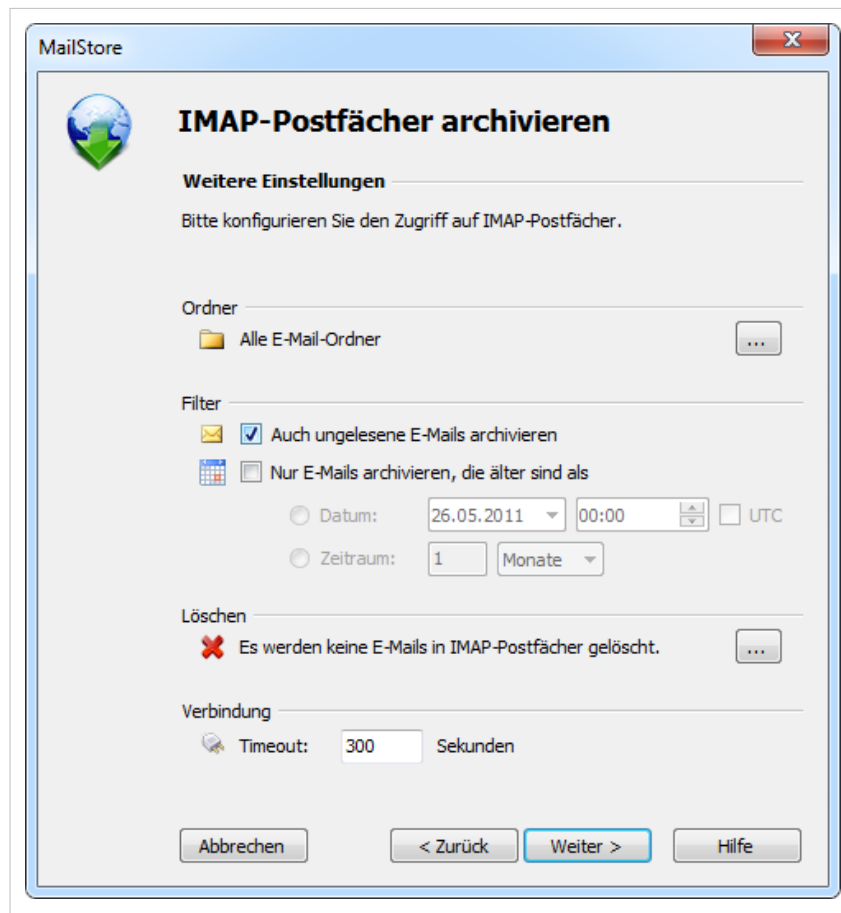 MailStore
IMAP-Postfächer archivieren
Weitere Einstellungen
Bitte konfigurieren Sie den Zugriff auf IMAP-Postfächer.
Ordner
Alle E-Mail-Ordner
...
Filter
Auch ungelesene E-Mails archivieren
Nur E-Mails archivieren, die älter sind als
Datum: 26.05.2011 00:00 UTC
Zeitraum: 1 Monate
Löschen
Es werden keine E-Mails in IMAP-Postfächer gelöscht.
...
Verbindung
Timeout: 300 Sekunden
Abbrechen < Zurück Weiter > Hilfe